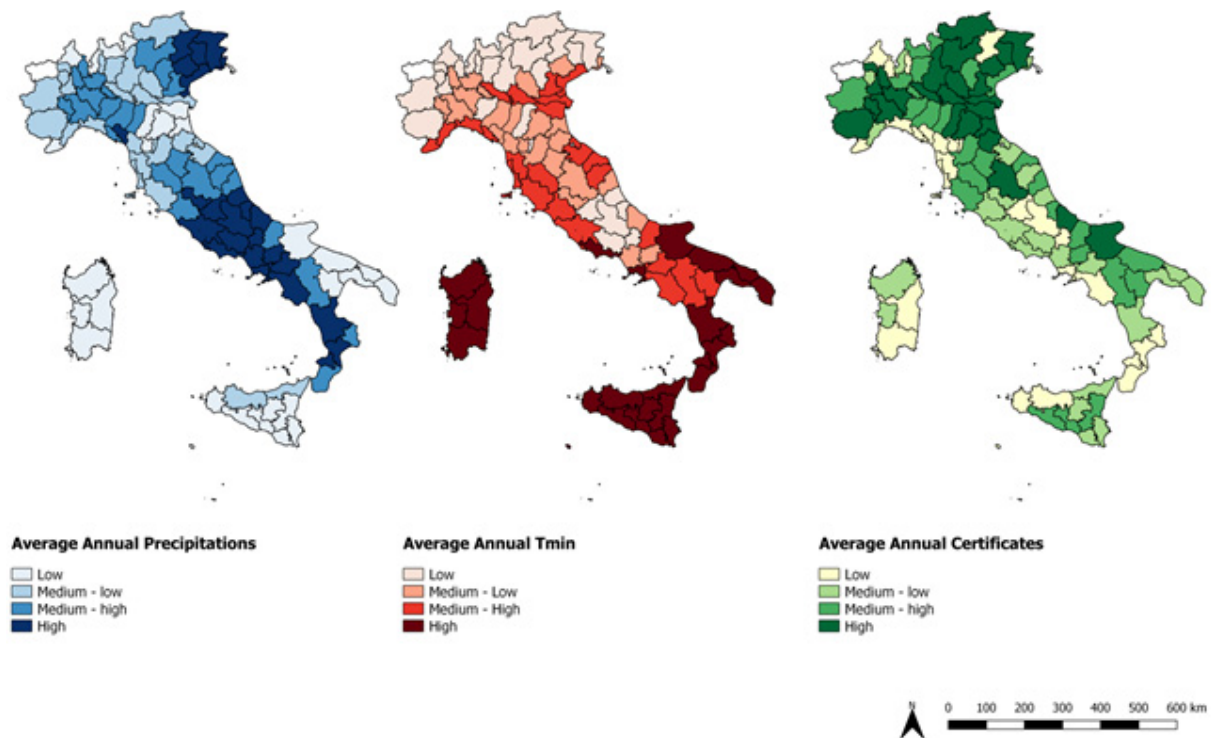 Average Annual Precipitations
Low
Medium - low
Medium - high
High
Average Annual Tmin
Low
Medium - Low
Medium - High
High
Average Annual Certificates
Low
Medium - low
Medium - high
High
N
0 100 200 300 400 500 600 km